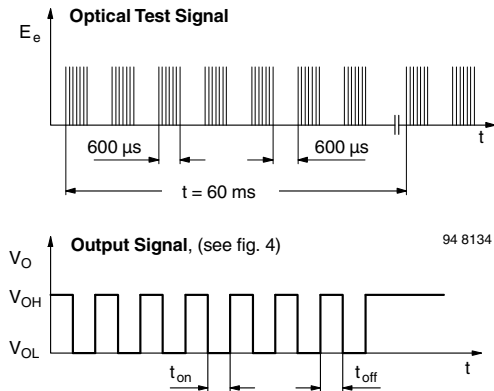 Optical Test Signal
E e
t
600 µs
600 µs
t = 60 ms
Output Signal, (see fig. 4)
94 8134
V O
V OH
V OL
t on
t off
t